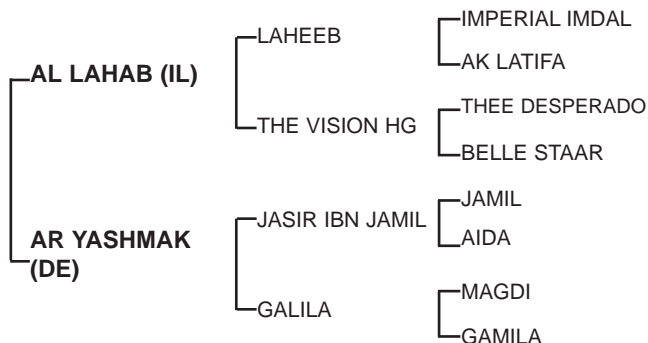 IMPERIAL IMDAL
LAHEEB
AK LATIFA
AL LAHAB (IL)
THEE DESPERADO
THE VISION HG
BELLE STAAR
JAMIL
JASIR IBN JAMIL
AIDA
AR YASHMAK
(DE)
MAGDI
GALILA
GAMILA